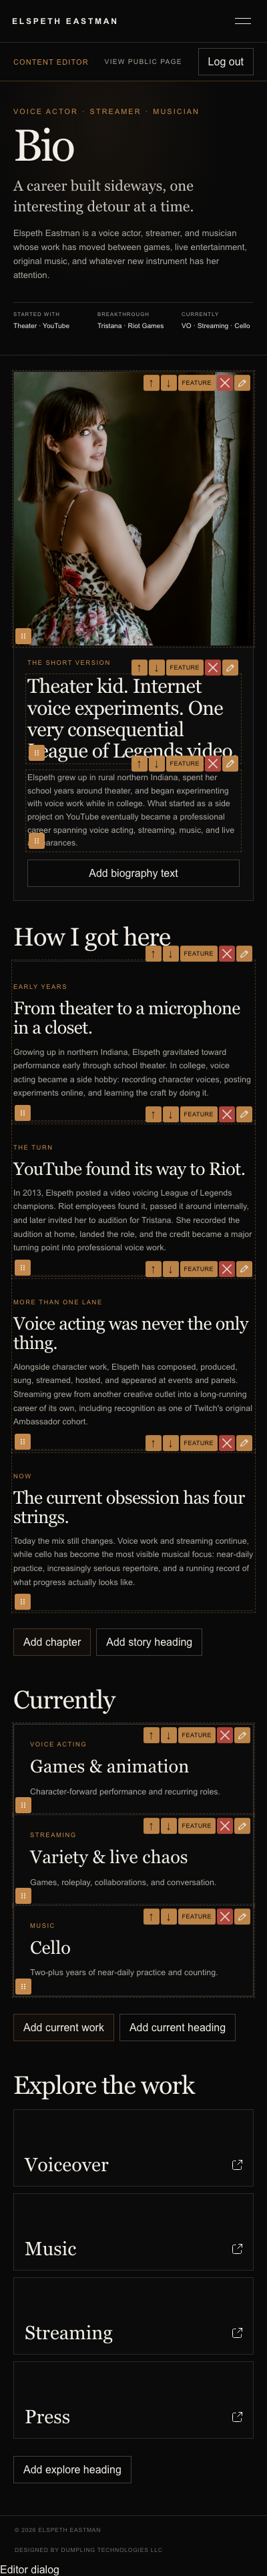 ELSPETH EASTMAN
CONTENT EDITOR
VIEW PUBLIC PAGE
Log out
VOICE ACTOR · STREAMER · MUSICIAN
Bio
A career built sideways, one
interesting detour at a time.
Elspeth Eastman is a voice actor, streamer, and musician
whose work has moved between games, live entertainment,
original music, and whatever new instrument has her
attention.
STARTED WITH
Theater · YouTube
BREAKTHROUGH
Tristana · Riot Games
CURRENTLY
VO · Streaming · Cello
↑ ↓ FEATURE
THE SHORT VERSION
↑ ↓ FEATURE
Theater kid. Internet
voice experiments. One
very consequential
League of Legends video.
↑ ↓ FEATURE
Elspeth grew up in rural northern Indiana, spent her
school years around theater, and began experimenting
with voice work while in college. What started as a side
project on YouTube eventually became a professional
career spanning voice acting, streaming, music, and live
appearances.
Add biography text
How I got here
↑ ↓ FEATURE
EARLY YEARS
From theater to a microphone
in a closet.
Growing up in northern Indiana, Elspeth gravitated toward
performance early through school theater. In college, voice
acting became a side hobby: recording character voices, posting
experiments online, and learning the craft by doing it.
↑ ↓ FEATURE
THE TURN
YouTube found its way to Riot.
In 2013, Elspeth posted a video voicing League of Legends
champions. Riot employees found it, passed it around internally,
and later invited her to audition for Tristana. She recorded the
audition at home, landed the role, and the credit became a major
turning point into professional voice work.
↑ ↓ FEATURE
MORE THAN ONE LANE
Voice acting was never the only
thing.
Alongside character work, Elspeth has composed, produced,
sung, streamed, hosted, and appeared at events and panels.
Streaming grew from another creative outlet into a long-running
career of its own, including recognition as one of Twitch's original
Ambassador cohort.
↑ ↓ FEATURE
NOW
The current obsession has four
strings.
Today the mix still changes. Voice work and streaming continue,
while cello has become the most visible musical focus: near-daily
practice, increasingly serious repertoire, and a running record of
what progress actually looks like.
Add chapter
Add story heading
Currently
↑ ↓ FEATURE
VOICE ACTING
Games & animation
Character-forward performance and recurring roles.
↑ ↓ FEATURE
STREAMING
Variety & live chaos
Games, roleplay, collaborations, and conversation.
↑ ↓ FEATURE
MUSIC
Cello
Two-plus years of near-daily practice and counting.
Add current work
Add current heading
Explore the work
Voiceover
Music
Streaming
Press
Add explore heading
© 2026 ELSPETH EASTMAN
DESIGNED BY DUMPLING TECHNOLOGIES LLC
Editor dialog